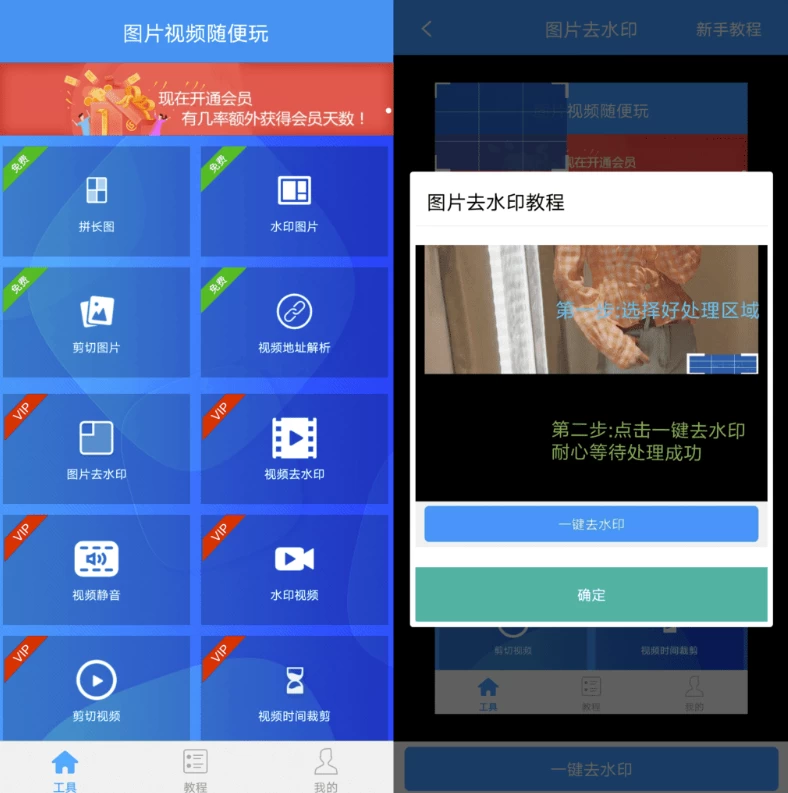 图片视频随便玩
现在开通会员
有几率额外获得会员天数！
免费
拼长图
免费
水印图片
免费
剪切图片
免费
视频地址解析
VIP
图片去水印
VIP
视频去水印
VIP
视频静音
VIP
水印视频
VIP
剪切视频
VIP
视频时间裁剪
工具
教程
我的
图片去水印
新手教程
视频随便玩
现在开通会员
图片去水印教程
第一步:选择好处理区域
第二步:点击一键去水印
耐心等待处理成功
一键去水印
确定
剪切视频
视频时间裁剪
工具
教程
我的
一键去水印